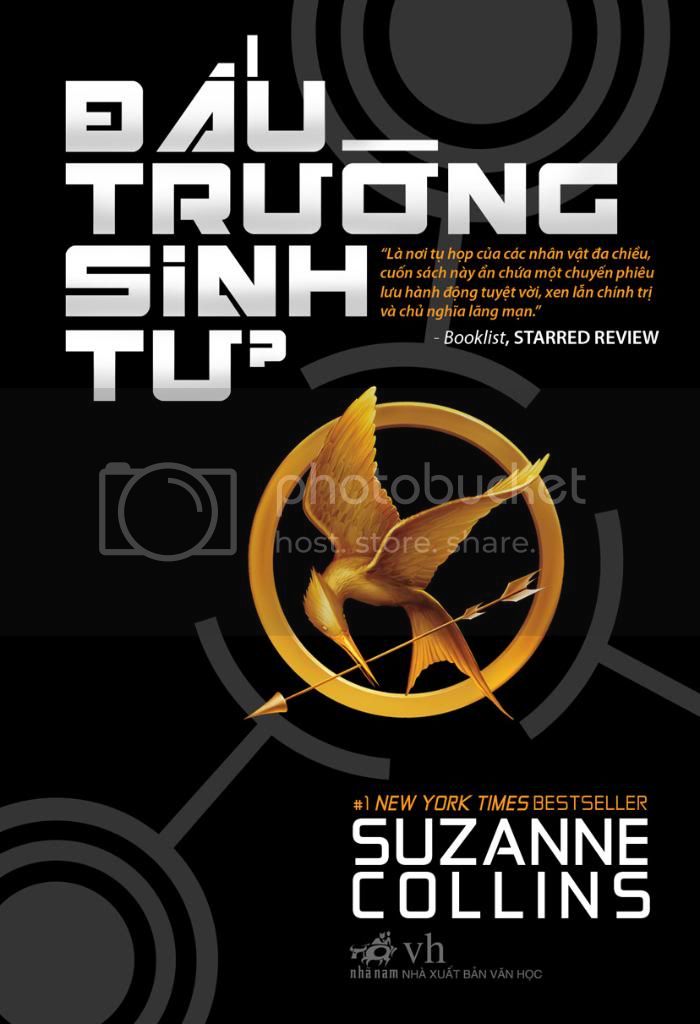 ĐẤU
TRƯỜNG
SINH
TỬ
“Là nơi tụ họp của các nhân vật đa chiều,
cuốn sách này ẩn chứa một chuyến phiêu
lưu hành động tuyệt vời, xen lẫn chính trị
và chủ nghĩa lãng mạn.”
- Booklist, STARRED REVIEW
photobucket
host. store. share.
#1 NEW YORK TIMES BESTSELLER
SUZANNE
COLLINS
vh
nhã nam NHÀ XUẤT BẢN VĂN HỌC